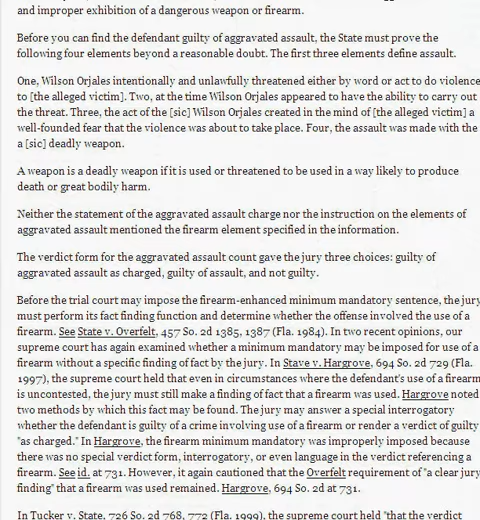 and improper exhibition of a dangerous weapon or firearm.
Before you can find the defendant guilty of aggravated assault, the State must prove the
following four elements beyond a reasonable doubt. The first three elements define assault.
One, Wilson Orjales intentionally and unlawfully threatened either by word or act to do violence
to [the alleged victim]. Two, at the time Wilson Orjales appeared to have the ability to carry out
the threat. Three, the act of the [sic] Wilson Orjales created in the mind of [the alleged victim] a
well-founded fear that the violence was about to take place. Four, the assault was made with the
a [sic] deadly weapon.
A weapon is a deadly weapon if it is used or threatened to be used in a way likely to produce
death or great bodily harm.
Neither the statement of the aggravated assault charge nor the instruction on the elements of
aggravated assault mentioned the firearm element specified in the information.
The verdict form for the aggravated assault count gave the jury three choices: guilty of
aggravated assault as charged, guilty of assault, and not guilty.
Before the trial court may impose the firearm-enhanced minimum mandatory sentence, the jury
must perform its fact finding function and determine whether the offense involved the use of a
firearm. See State v. Overfelt, 457 So. 2d 1385, 1387 (Fla. 1984). In two recent opinions, our
supreme court has again examined whether a minimum mandatory may be imposed for use of a
firearm without a specific finding of fact by the jury. In Stave v. Hargrove, 694 So. 2d 729 (Fla.
1997), the supreme court held that even in circumstances where the defendant's use of a firearm
is uncontested, the jury must still make a finding of fact that a firearm was used. Hargrove noted
two methods by which this fact may be found. The jury may answer a special interrogatory
whether the defendant is guilty of a crime involving use of a firearm or render a verdict of guilty
"as charged." In Hargrove, the firearm minimum mandatory was improperly imposed because
there was no special verdict form, interrogatory, or even language in the verdict referencing a
firearm. See id. at 731. However, it again cautioned that the Overfelt requirement of "a clear jury
finding" that a firearm was used remained. Hargrove, 694 So. 2d at 731.
In Tucker v. State, 726 So. 2d 768, 772 (Fla. 1999), the supreme court held "that the verdict